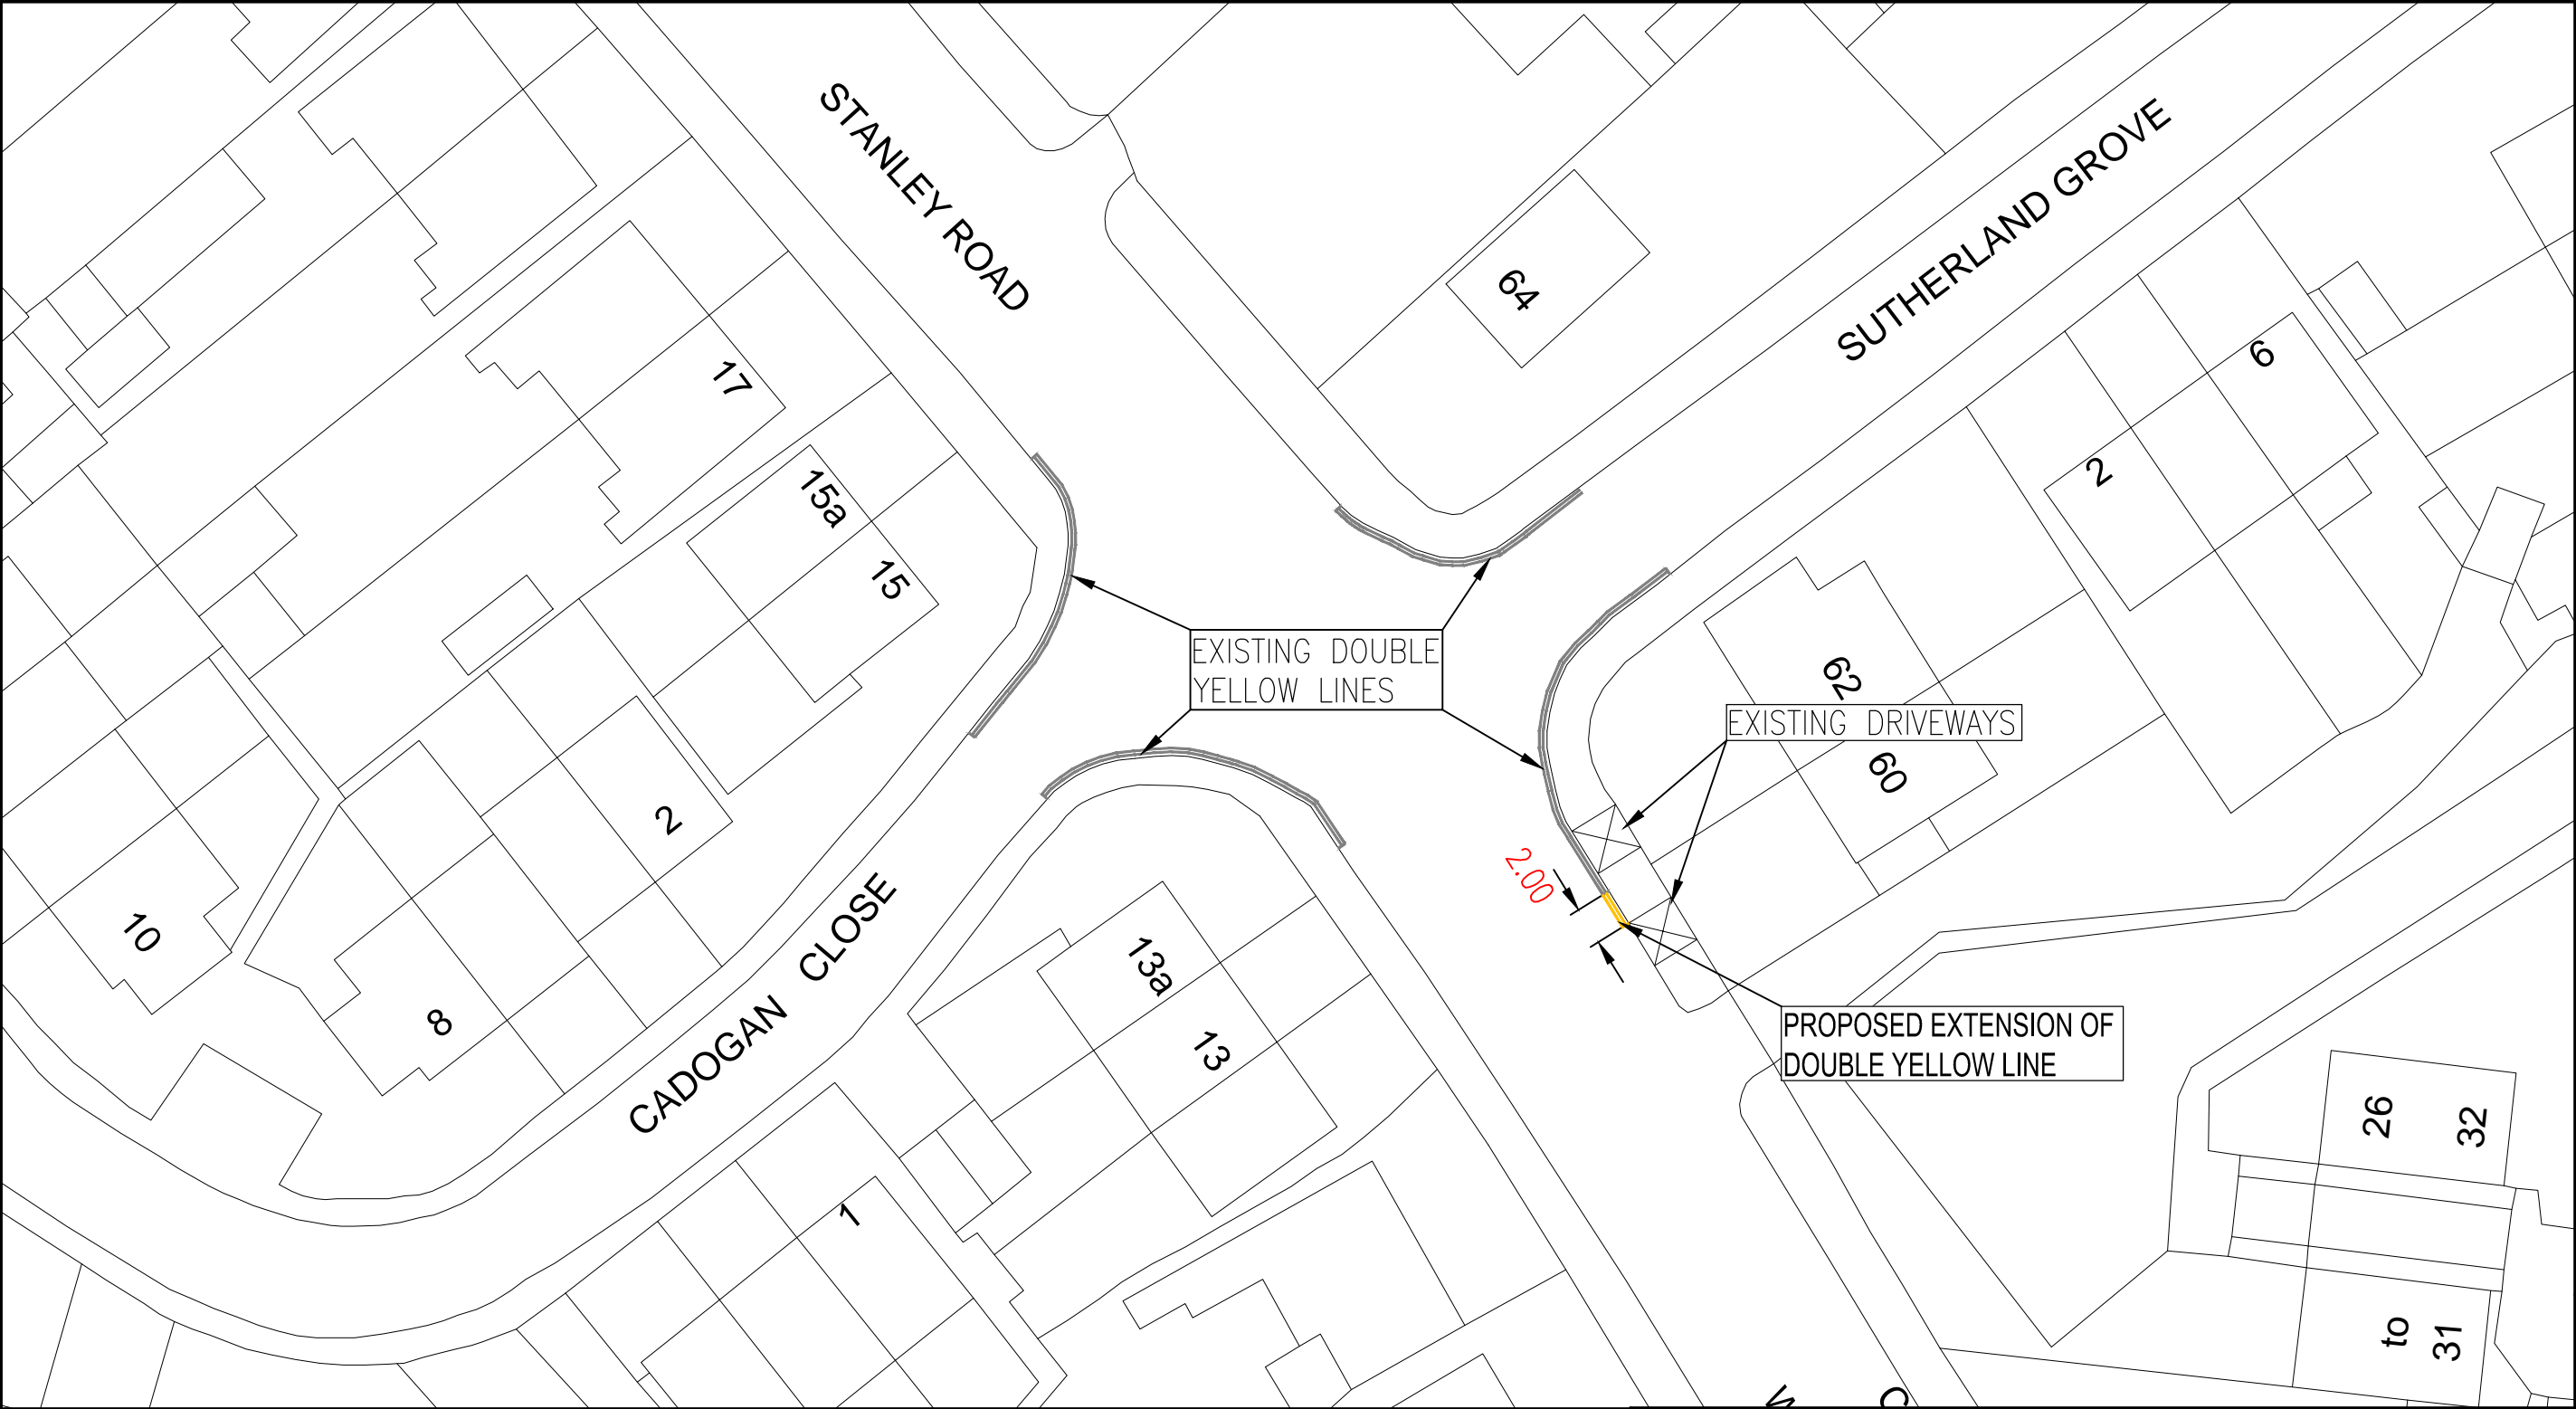 STANLEY ROAD
SUTHERLAND GROVE
64
17
6
15a
2
15
EXISTING DOUBLE
YELLOW LINES
62
EXISTING DRIVEWAYS
60
2
2.00
10
CADOGAN CLOSE
13a
8
13
PROPOSED EXTENSION OF
DOUBLE YELLOW LINE
26
32
1
to
31